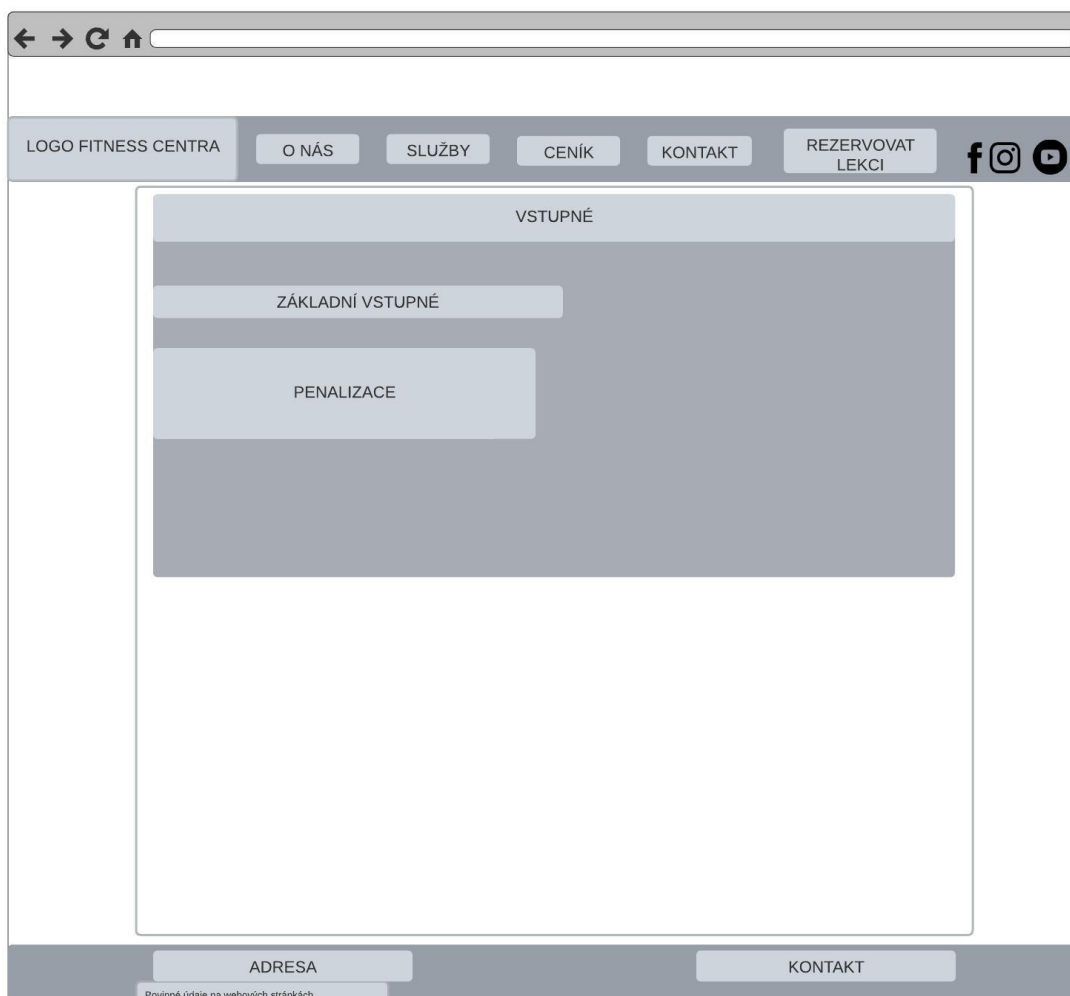 LOGO FITNESS CENTRA
O NÁS
SLUŽBY
CENÍK
KONTAKT
REZERVOVAT
LEKCI
VSTUPNÉ
ZÁKLADNÍ VSTUPNÉ
PENALIZACE
ADRESA
KONTAKT
Povinné údaje na webových stránkách